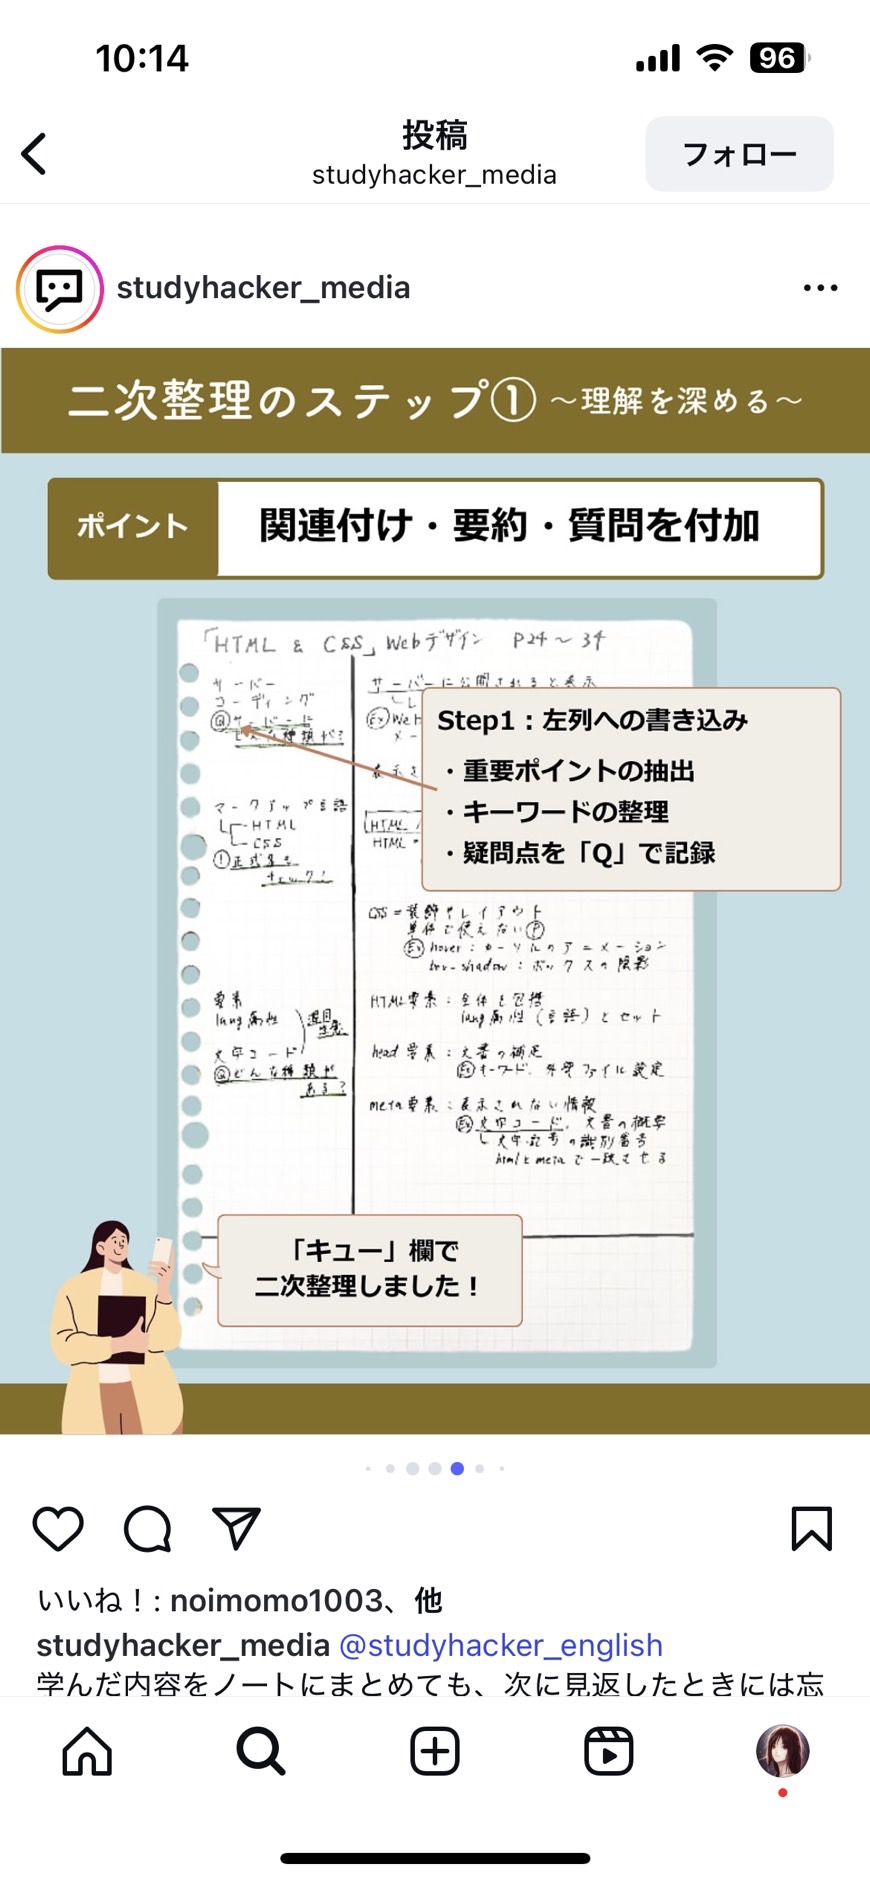 10:14
96
投稿
studyhacker_media
フォロー
studyhacker_media
二次整理のステップ① ～理解を深める～
ポイント
関連付け・要約・質問を付加
「HTML & CSS」Webデザイン P24～34
サーバー
コーディング
Ⓠサーバーに
どんな種類が?
マークアップ言語
HTML
CSS
①正式名を
チェック!
要素
lang属性
文字コード
Ⓠどんな種類が
ある?
サーバーに公開されると表示
Ex Web
表示さ
HTML
HTML =
CSS = 装飾やレイアウト
単体で使えない
Ex hover : カーソルのアニメーション
box-shadow : ボックスの陰影
HTML要素 : 全体を包括
lang属性(言語)とセット
head要素 : 文書の補足
Ex キーワード、外部ファイル設定
meta要素 : 表示されない情報
Ex 文字コード、文書の概要
文字記号の識別番号
htmlとmetaで一致させる
Step1：左列への書き込み
・重要ポイントの抽出
・キーワードの整理
・疑問点を「Q」で記録
「キュー」欄で
二次整理しました！
いいね！: noimomo1003、他
studyhacker_media @studyhacker_english
学んだ内容をノートにまとめても、次に見返したときには忘